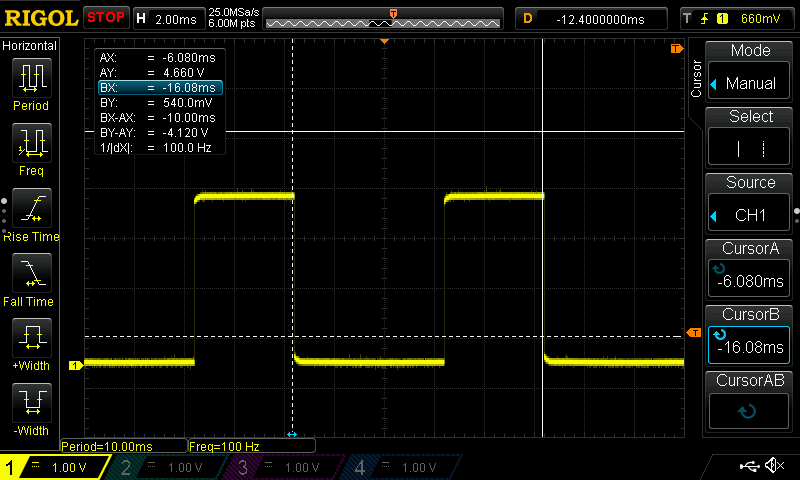 RIGOL STOP H 2.00ms 25.0MSa/s 6.00M pts T D -12.4000000ms T 1 660mV
Horizontal
Period
Freq
Rise Time
Fall Time
+Width
-Width
AX: = -6.080ms
AY: = 4.660 V
BX: = -16.08ms
BY: = 540.0mV
BX-AX: = -10.00ms
BY-AY: = -4.120 V
1/|dX|: = 100.0 Hz
T
T
1
Cursor
Mode
Manual
Select
Source
CH1
CursorA
-6.080ms
CursorB
-16.08ms
CursorAB
Period=10.00ms Freq=100 Hz
1 = 1.00 V 2 = 1.00 V 3 = 1.00 V 4 = 1.00 V